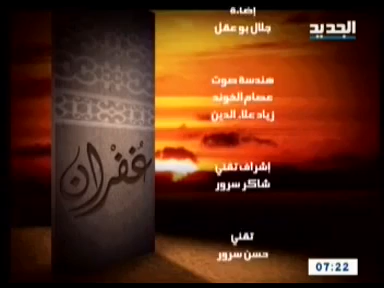 إضاءة
جلال بو عقل
الجديد
هندسة صوت
عصام الخوند
زياد علاء الدين
غُفْران
إشراف تقني
شاكر سرور
تقني
حسن سرور
07:22